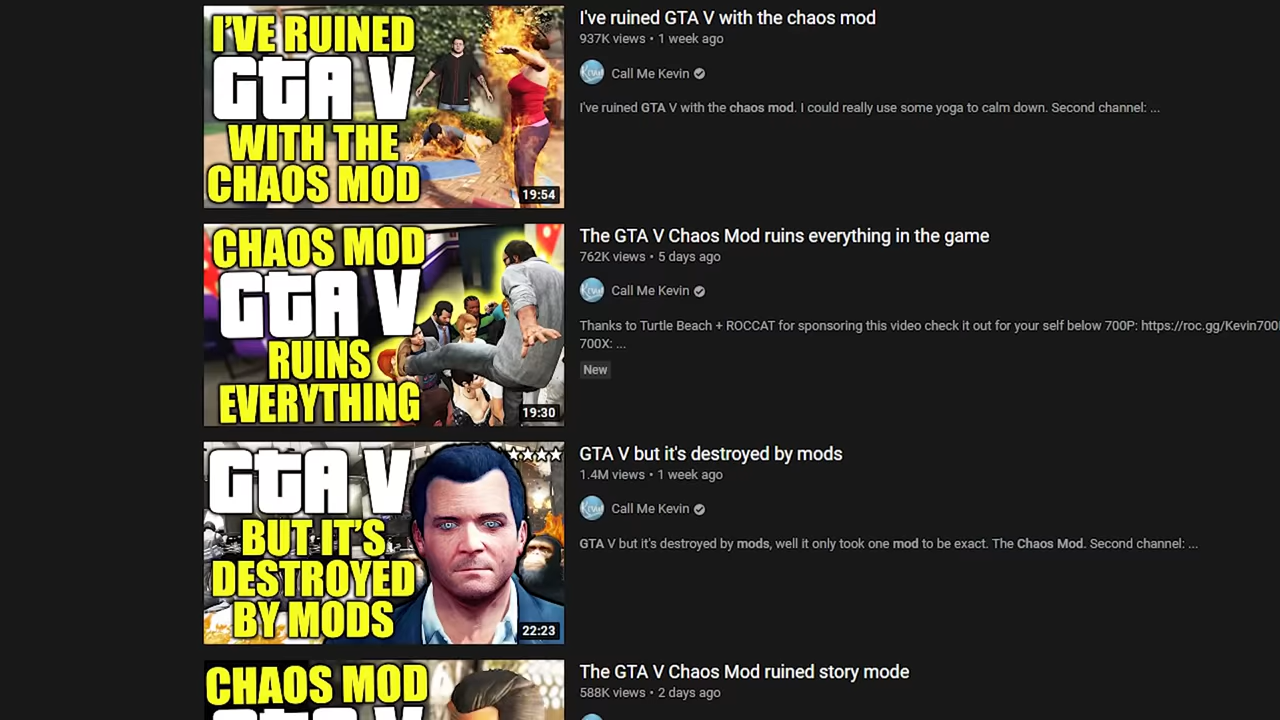 I'VE RUINED
GTA V
WITH THE
CHAOS MOD
19:54
I've ruined GTA V with the chaos mod
937K views • 1 week ago
Kevin
Call Me Kevin
I've ruined GTA V with the chaos mod. I could really use some yoga to calm down. Second channel: ...
CHAOS MOD
GTA V
RUINS
EVERYTHING
19:30
The GTA V Chaos Mod ruins everything in the game
762K views • 5 days ago
Kevin
Call Me Kevin
Thanks to Turtle Beach + ROCCAT for sponsoring this video check it out for your self below 700P: https://roc.gg/Kevin700
700X: ...
New
GTA V
BUT IT'S
DESTROYED
BY MODS
22:23
GTA V but it's destroyed by mods
1.4M views • 1 week ago
Kevin
Call Me Kevin
GTA V but it's destroyed by mods, well it only took one mod to be exact. The Chaos Mod. Second channel: ...
CHAOS MOD
GTA V
The GTA V Chaos Mod ruined story mode
588K views • 2 days ago